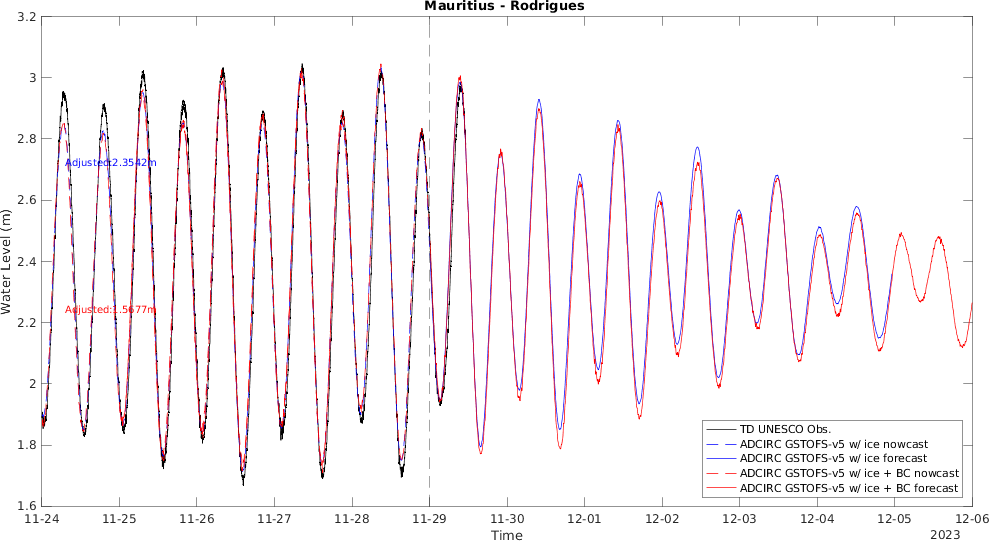 Mauritius - Rodrigues
3.2
3
2.8
2.6
2.4
2.2
2
1.8
1.6
Water Level (m)
Adjusted:2.3542m
Adjusted:1.5677m
TD UNESCO Obs.
ADCIRC GSTOFS-v5 w/ ice nowcast
ADCIRC GSTOFS-v5 w/ ice forecast
ADCIRC GSTOFS-v5 w/ ice + BC nowcast
ADCIRC GSTOFS-v5 w/ ice + BC forecast
11-24 11-25 11-26 11-27 11-28 11-29 11-30 12-01 12-02 12-03 12-04 12-05 12-06
Time
2023